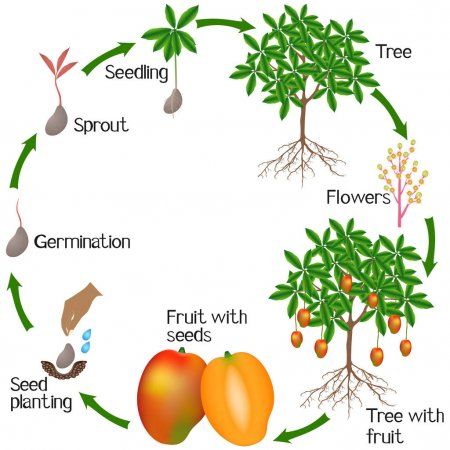 Seedling
Tree
Sprout
Flowers
Germination
Fruit with
seeds
Seed
planting
Tree with
fruit